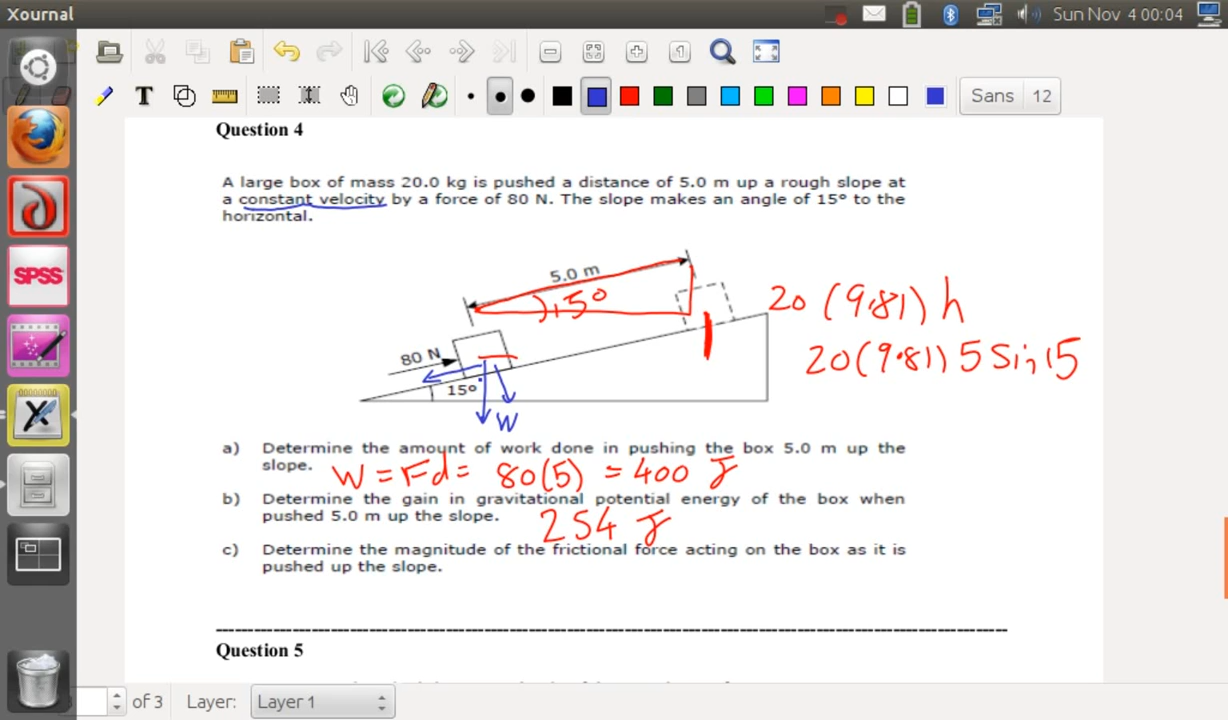 Xournal
Sun Nov 4 00:04
Sans 12
Question 4
A large box of mass 20.0 kg is pushed a distance of 5.0 m up a rough slope at
a constant velocity by a force of 80 N. The slope makes an angle of 15° to the
horizontal.
5.0 m
15°
20 (9.81) h
20(9.81) 5 Sin 15
80 N
15°
W
a) Determine the amount of work done in pushing the box 5.0 m up the
slope. W = Fd = 80(5) = 400 J
b) Determine the gain in gravitational potential energy of the box when
pushed 5.0 m up the slope. 254 J
c) Determine the magnitude of the frictional force acting on the box as it is
pushed up the slope.
Question 5
SPSS
of 3 Layer: Layer 1